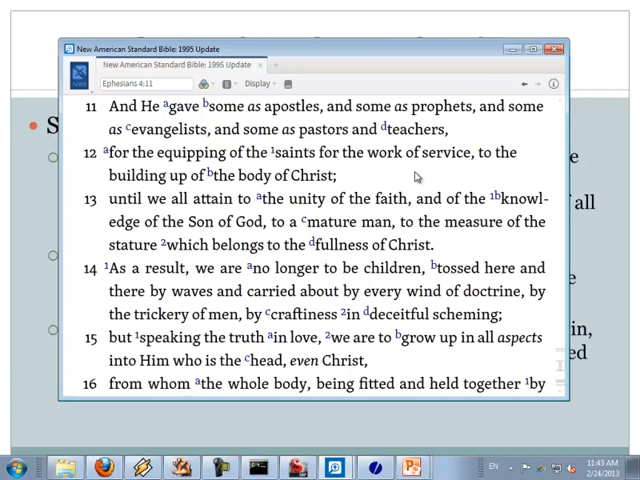 New American Standard Bible: 1995 Update
New American Standard Bible: 1995 Update
Ephesians 4:11 Display
11 And He agave bsome as apostles, and some as prophets, and some
as cevangelists, and some as pastors and dteachers,
12 afor the equipping of the 1saints for the work of service, to the
building up of bthe body of Christ;
13 until we all attain to athe unity of the faith, and of the 1bknowl-
edge of the Son of God, to a cmature man, to the measure of the
stature 2which belongs to the dfullness of Christ.
14 1As a result, we are ano longer to be children, btossed here and
there by waves and carried about by every wind of doctrine, by
the trickery of men, by ccraftiness 2in ddeceitful scheming;
15 but 1speaking the truth ain love, 2we are to bgrow up in all aspects
into Him who is the chead, even Christ,
16 from whom athe whole body, being fitted and held together 1by
S
all
in,
EN
11:43 AM
2/24/2013